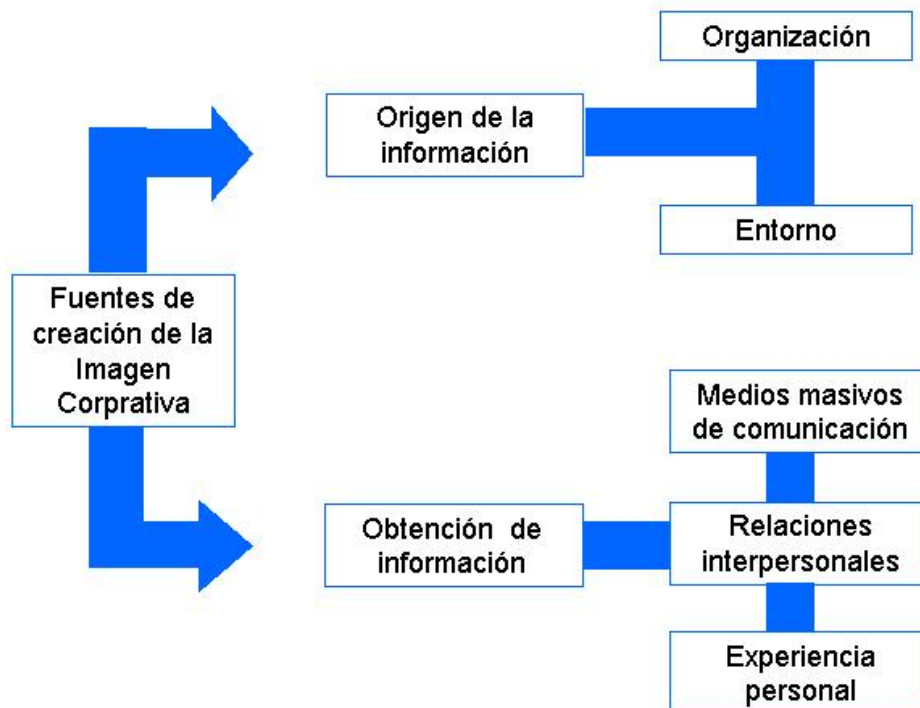 Organización
Origen de la
información
Entorno
Fuentes de
creación de la
Imagen
Corprativa
Medios masivos
de comunicación
Obtención de
información
Relaciones
interpersonales
Experiencia
personal